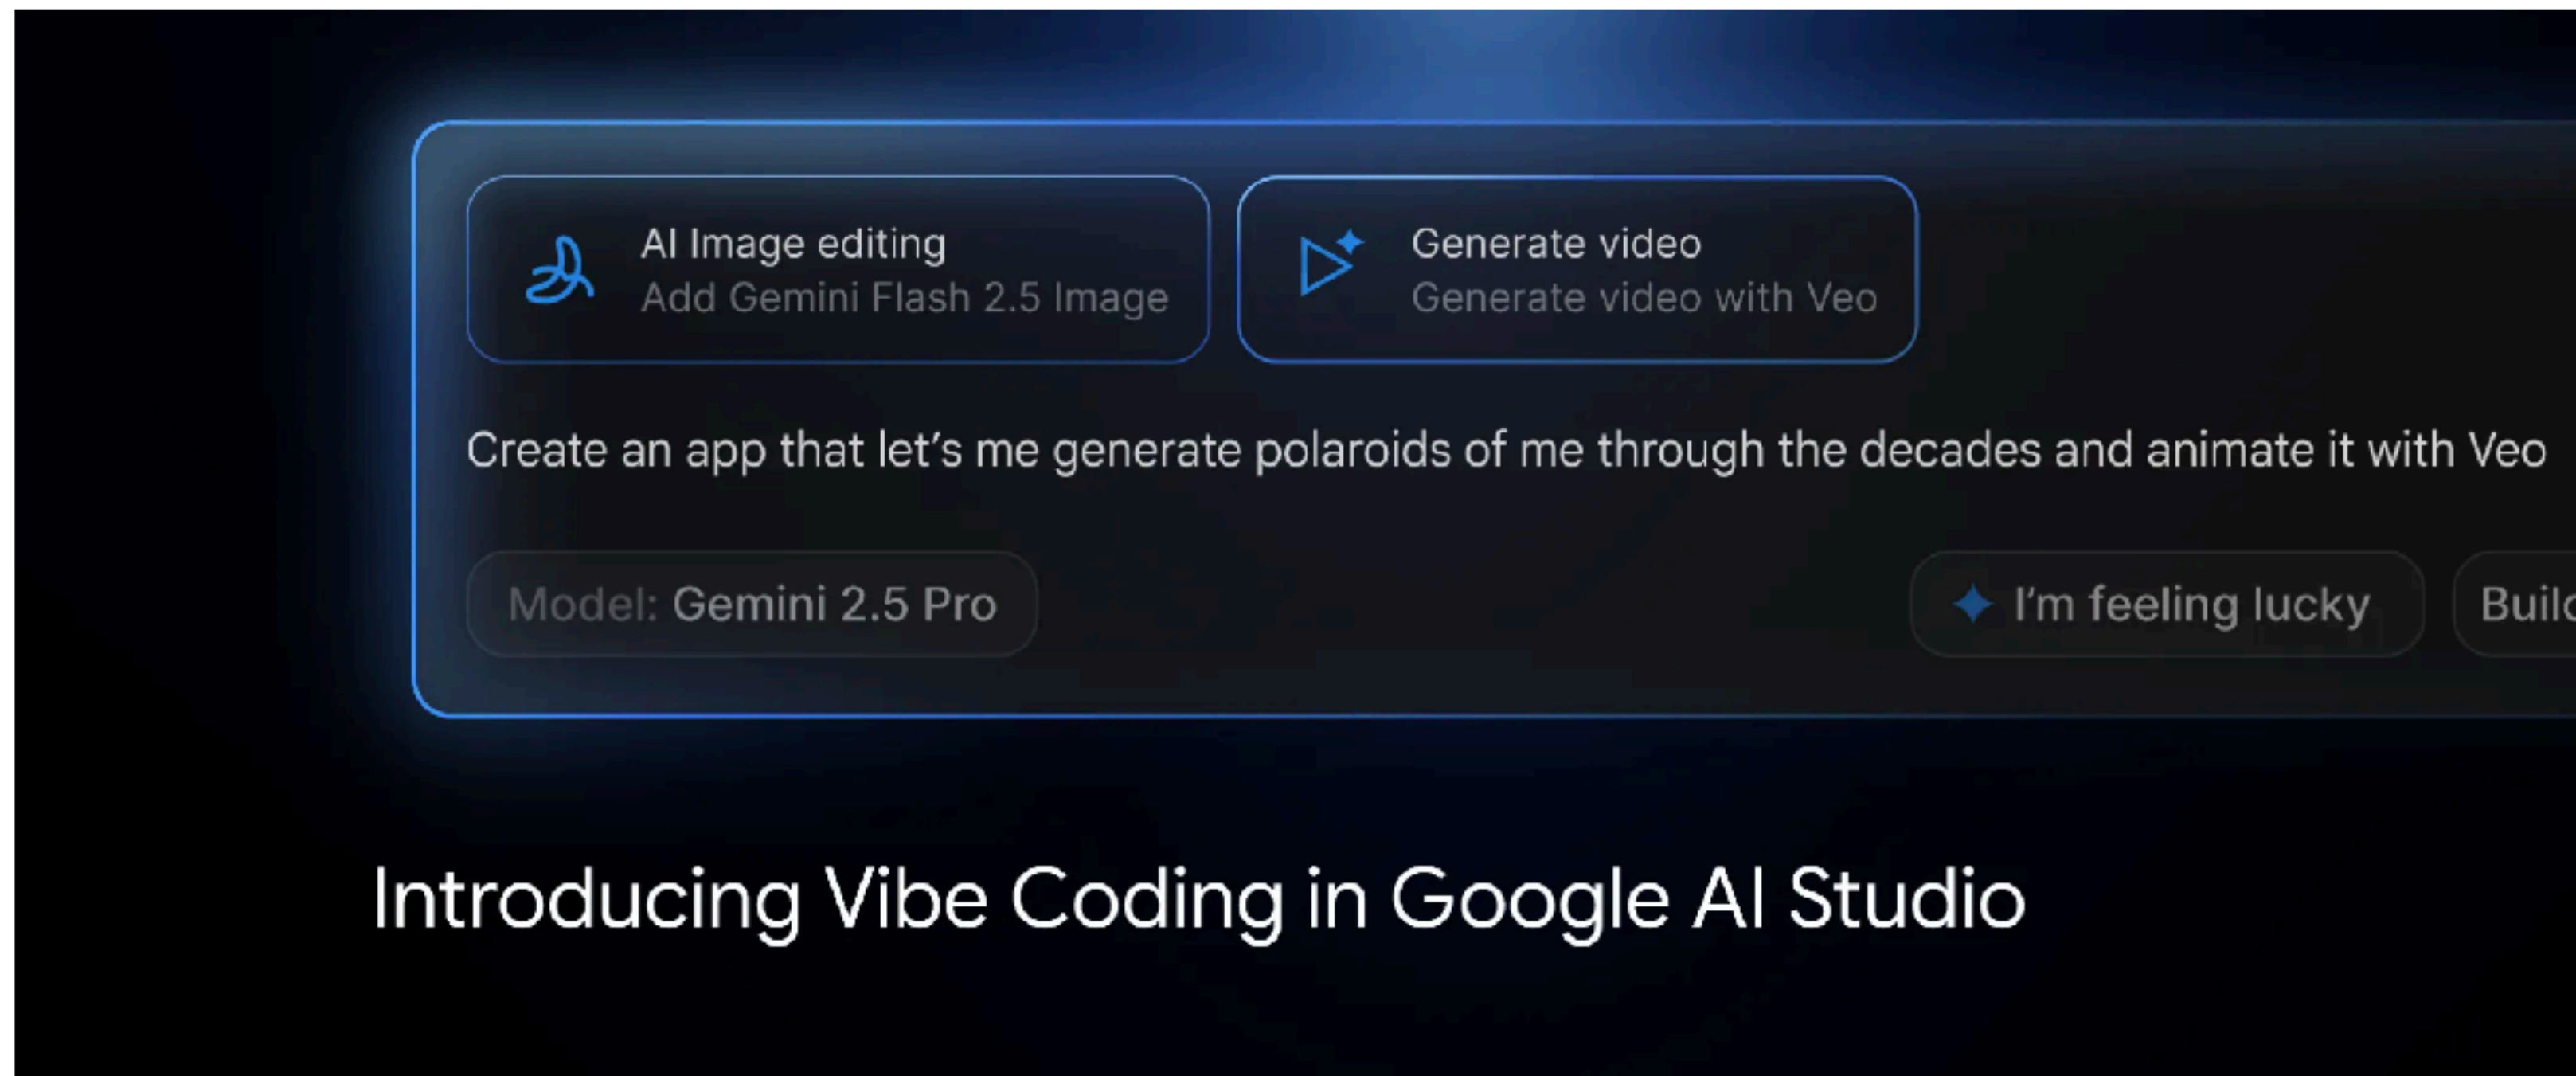 AI Image editing
Add Gemini Flash 2.5 Image
Generate video
Generate video with Veo
Create an app that let’s me generate polaroids of me through the decades and animate it with Veo
Model: Gemini 2.5 Pro
I’m feeling lucky
Introducing Vibe Coding in Google AI Studio